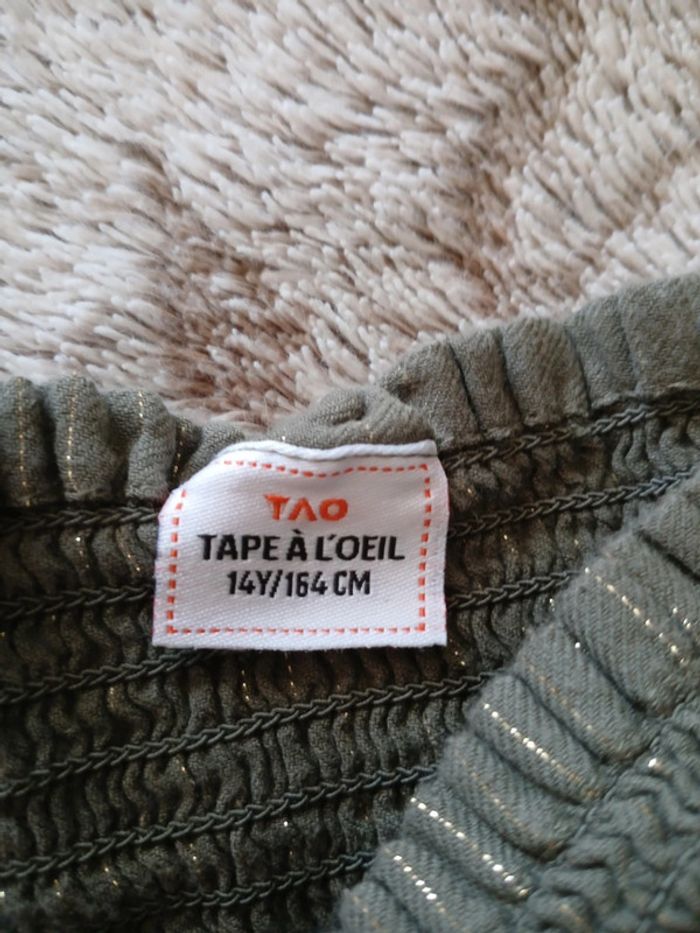 TAO
TAPE À L'OEIL
14Y/164 CM